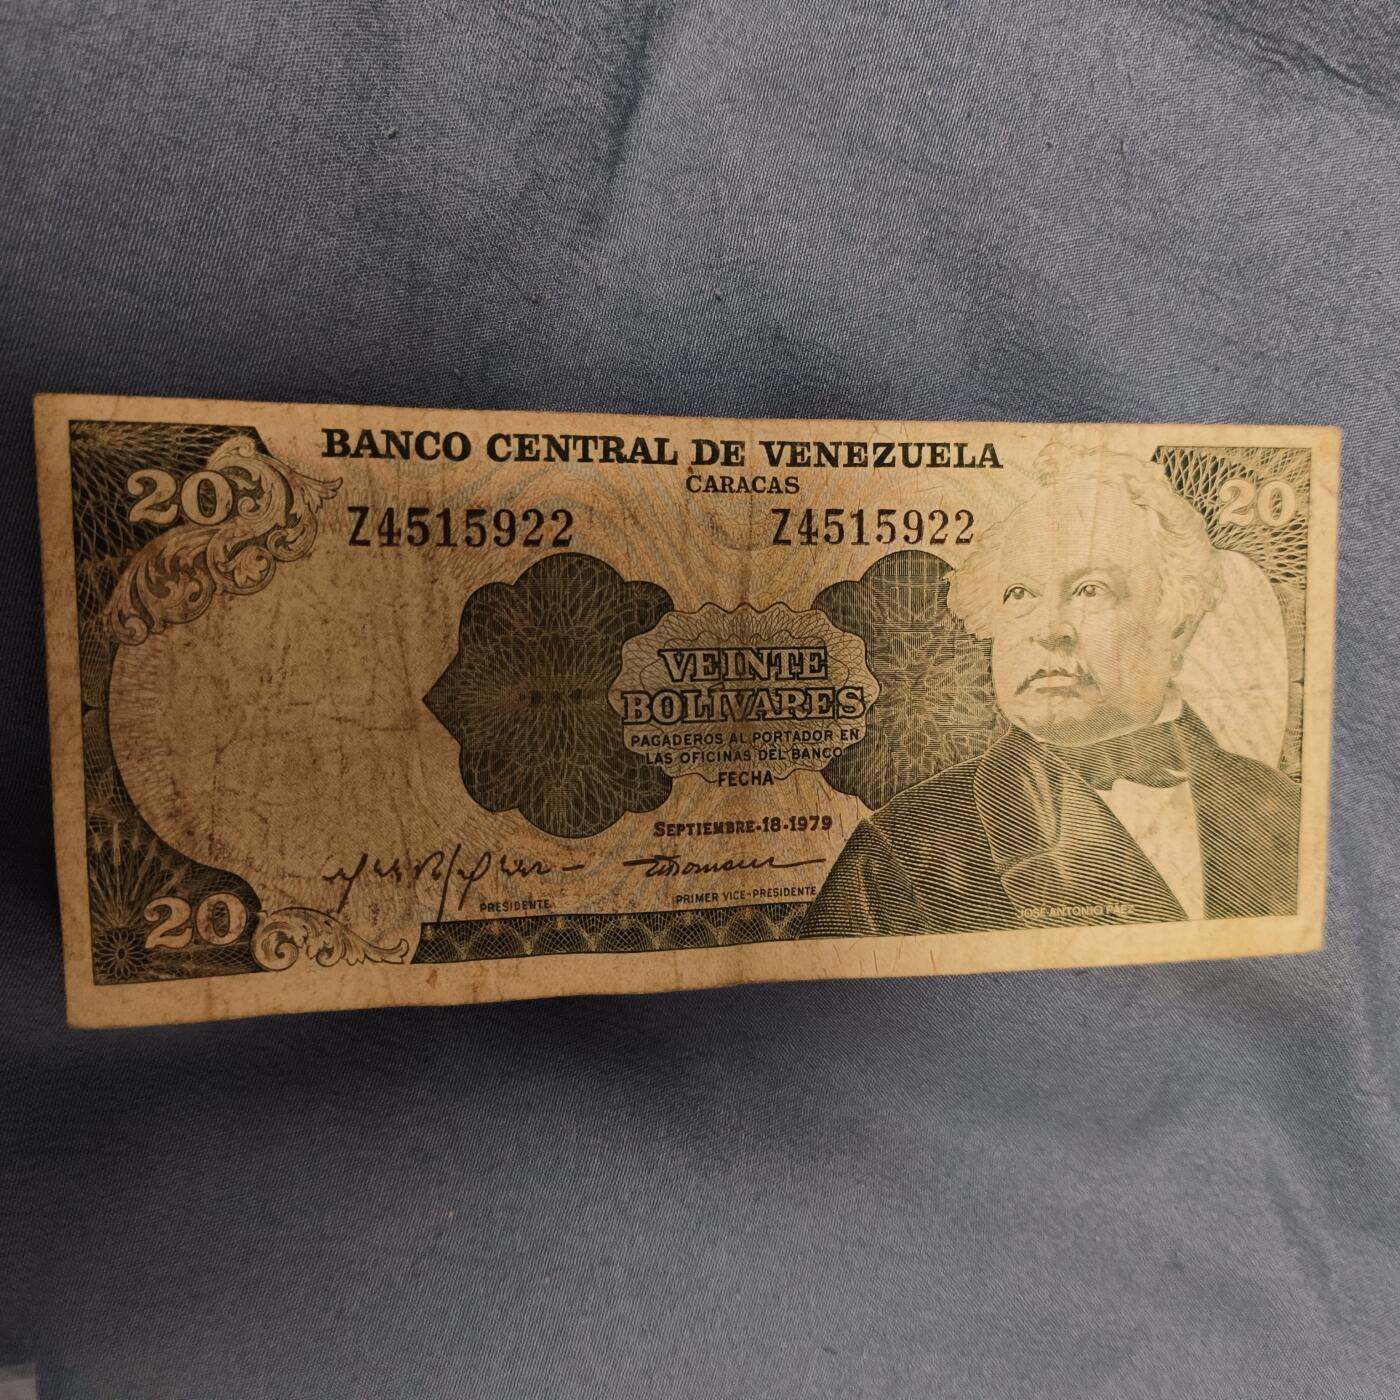 BANCO CENTRAL DE VENEZUELA
CARACAS
20 20
Z4515922 Z4515922
VEINTE
BOLIVARES
PAGADEROS AL PORTADOR EN
LAS OFICINAS DEL BANCO
FECHA
SEPTIEMBRE-18-1979
PRESIDENTE PRIMER VICE-PRESIDENTE
JOSE ANTONIO PAEZ
20